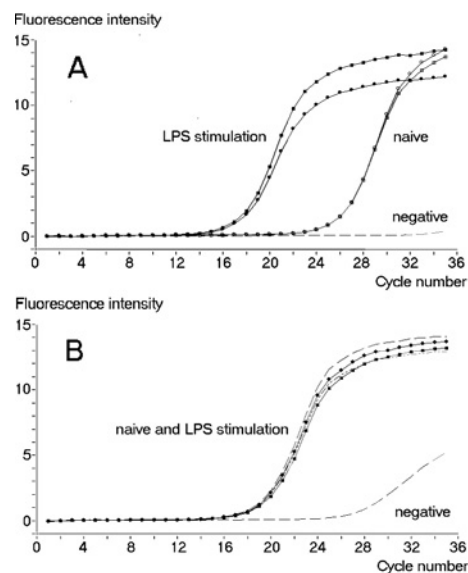 Fluorescence intensity
15
A
10
LPS stimulation
naive
5
negative
0
0 4 8 12 16 20 24 28 32 36
Cycle number
Fluorescence intensity
15
B
10
naive and LPS stimulation
5
negative
0
0 4 8 12 16 20 24 28 32 36
Cycle number